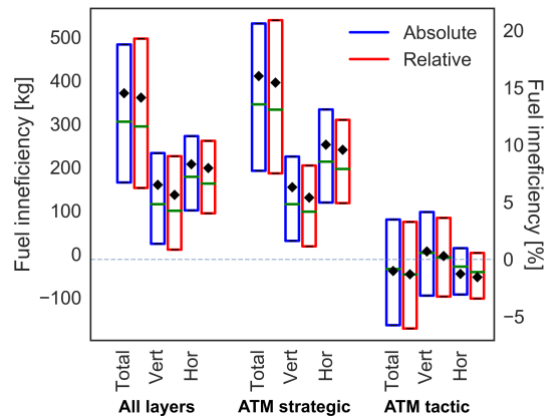 Absolute
Relative
Fuel inneficiency [kg]
500
400
300
200
100
0
−100
Fuel inneficiency [%]
20
15
10
5
0
−5
Total Vert Hor Total Vert Hor Total Vert Hor
All layers ATM strategic ATM tactic